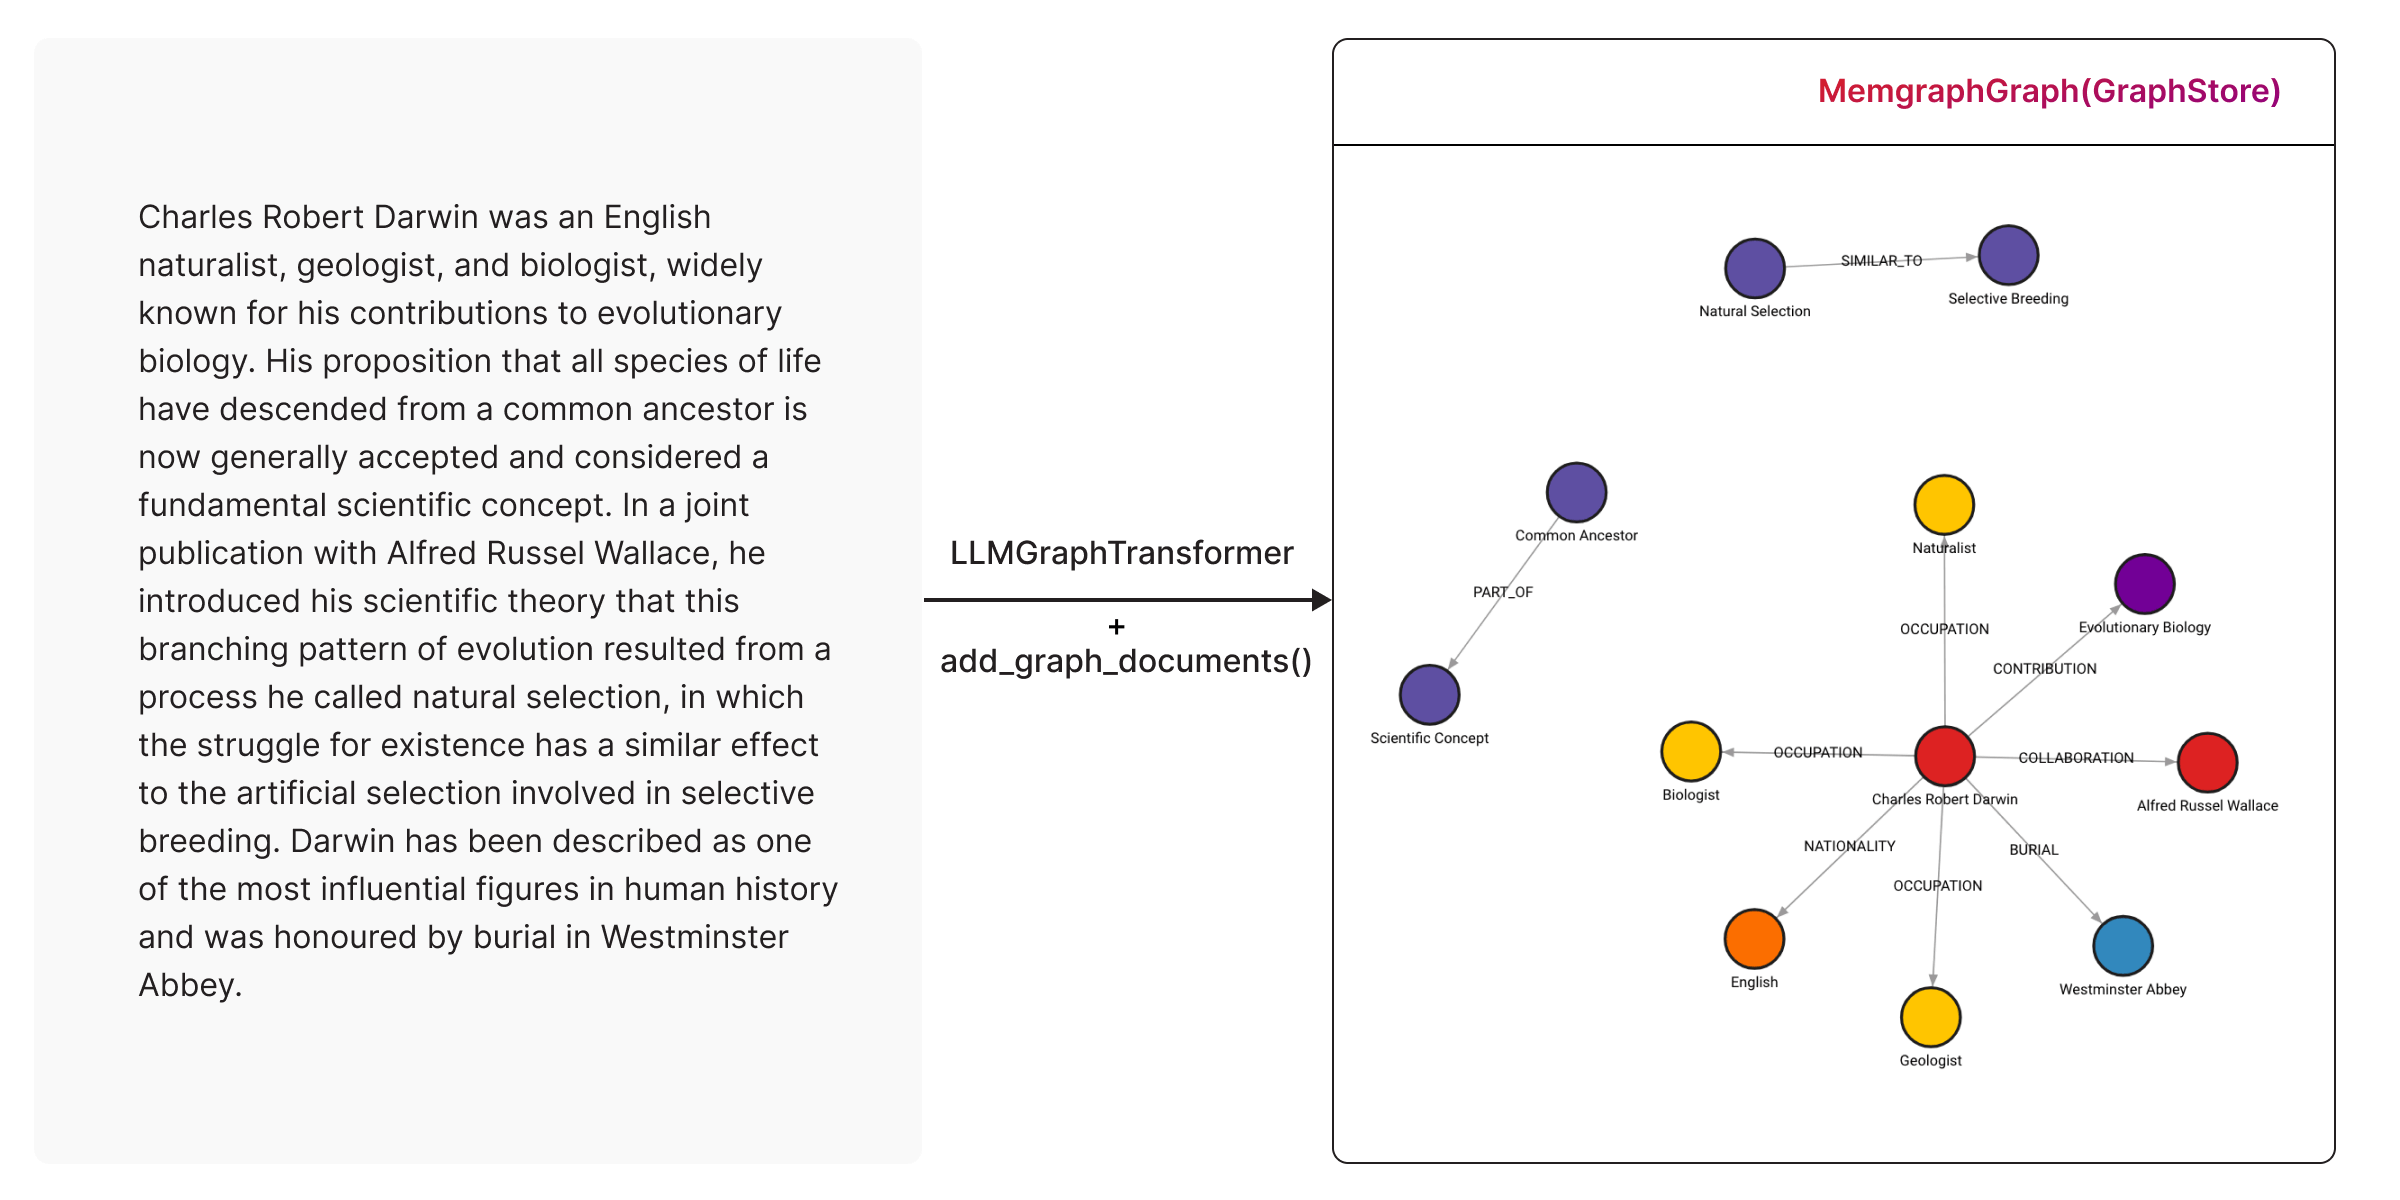 Charles Robert Darwin was an English
naturalist, geologist, and biologist, widely
known for his contributions to evolutionary
biology. His proposition that all species of life
have descended from a common ancestor is
now generally accepted and considered a
fundamental scientific concept. In a joint
publication with Alfred Russel Wallace, he
introduced his scientific theory that this
branching pattern of evolution resulted from a
process he called natural selection, in which
the struggle for existence has a similar effect
to the artificial selection involved in selective
breeding. Darwin has been described as one
of the most influential figures in human history
and was honoured by burial in Westminster
Abbey.
LLMGraphTransformer
+
add_graph_documents()
MemgraphGraph(GraphStore)
SIMILAR_TO
Natural Selection
Selective Breeding
Common Ancestor
PART_OF
Scientific Concept
Naturalist
OCCUPATION
Evolutionary Biology
CONTRIBUTION
OCCUPATION
Biologist
Charles Robert Darwin
COLLABORATION
Alfred Russel Wallace
NATIONALITY
English
OCCUPATION
Geologist
BURIAL
Westminster Abbey